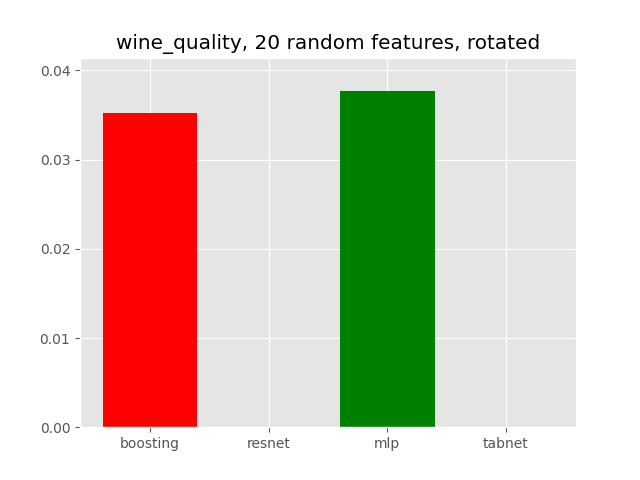 wine_quality, 20 random features, rotated
0.04
0.03
0.02
0.01
0.00
boosting
resnet
mlp
tabnet